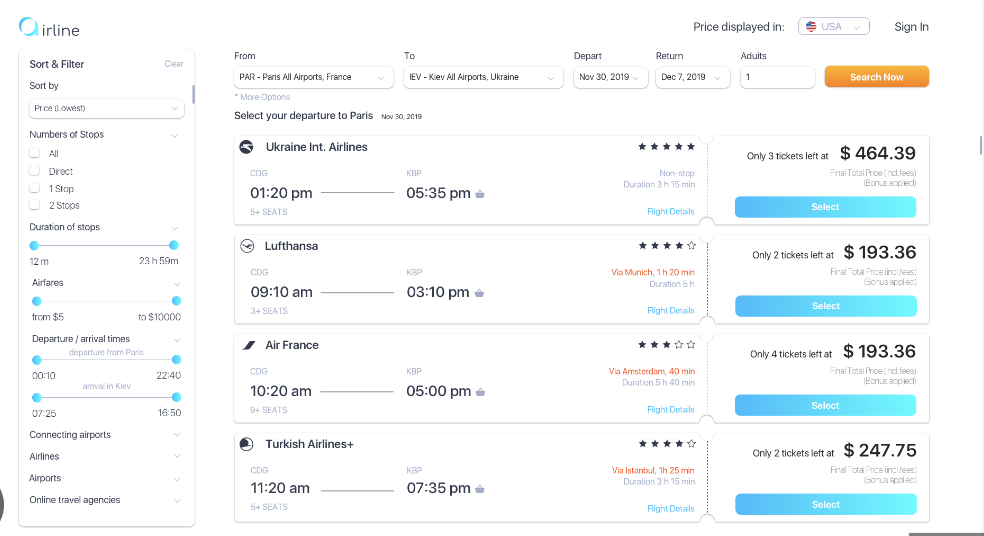 airline
Price displayed in: USA Sign In
Sort & Filter Clear
Sort by
Price (Lowest)
Numbers of Stops
All
Direct
1 Stop
2 Stops
Duration of stops
12 m 23 h 59m
Airfares
from $5 to $10000
Departure / arrival times
departure from Paris
00:10 22:40
arrival in Kiev
07:25 16:50
Connecting airports
Airlines
Airports
Online travel agencies
From To Depart Return Adults
PAR - Paris All Airports, France IEV - Kiev All Airports, Ukraine Nov 30, 2019 Dec 7, 2019 1 Search Now
* More Options
Select your departure to Paris Nov 30, 2019
Ukraine Int. Airlines
CDG KBP Non-stop
01:20 pm 05:35 pm Duration 3 h 15 min
5+ SEATS Flight Details
Only 3 tickets left at $ 464.39
Final Total Price (incl.fees)
(Bonus applied)
Select
Lufthansa
CDG KBP Via Munich, 1 h 20 min
09:10 am 03:10 pm Duration 5 h
3+ SEATS Flight Details
Only 2 tickets left at $ 193.36
Final Total Price (incl.fees)
(Bonus applied)
Select
Air France
CDG KBP Via Amsterdam, 40 min
10:20 am 05:00 pm Duration 5 h 40 min
9+ SEATS Flight Details
Only 4 tickets left at $ 193.36
Final Total Price (incl.fees)
(Bonus applied)
Select
Turkish Airlines+
CDG KBP Via Istanbul, 1h 25 min
11:20 am 07:35 pm Duration 3 h 15 min
5+ SEATS Flight Details
Only 2 tickets left at $ 247.75
Final Total Price (incl.fees)
(Bonus applied)
Select